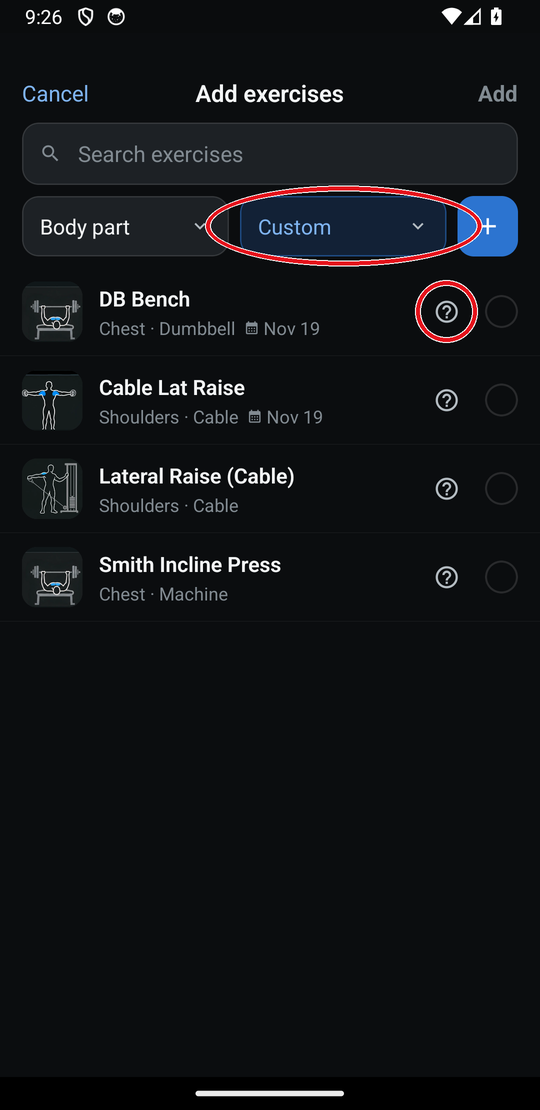 9:26
Cancel Add exercises Add
Search exercises
Body part Custom +
DB Bench
Chest · Dumbbell Nov 19
Cable Lat Raise
Shoulders · Cable Nov 19
Lateral Raise (Cable)
Shoulders · Cable
Smith Incline Press
Chest · Machine